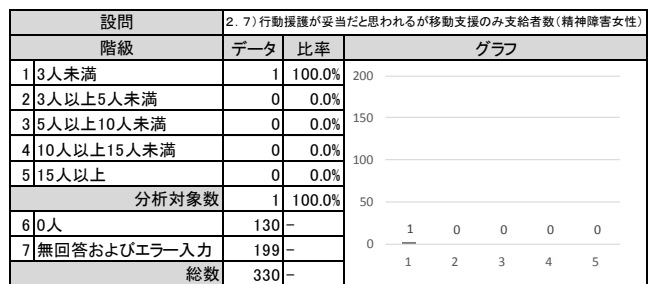 設問 2．7）行動援護が妥当だと思われるが移動支援のみ支給者数（精神障害女性）
階級 データ 比率 グラフ
1 3人未満 1 100.0%
2 3人以上5人未満 0 0.0%
3 5人以上10人未満 0 0.0%
4 10人以上15人未満 0 0.0%
5 15人以上 0 0.0%
分析対象数 1 100.0%
6 0人 130 －
7 無回答およびエラー入力 199 －
総数 330 －
200
150
100
50
0
1 0 0 0 0
1 2 3 4 5